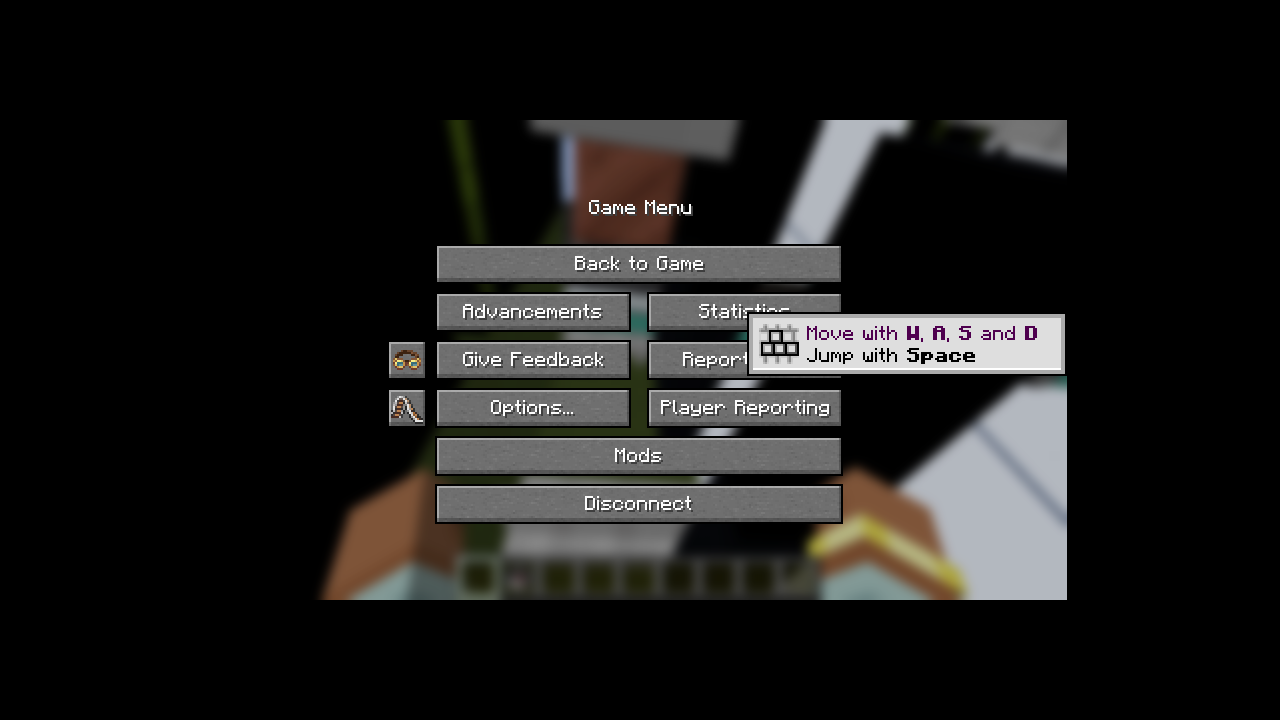 Game Menu
Back to Game
Advancements
Move with W, A, S and D
Jump with Space
Give Feedback
Options...
Player Reporting
Mods
Disconnect